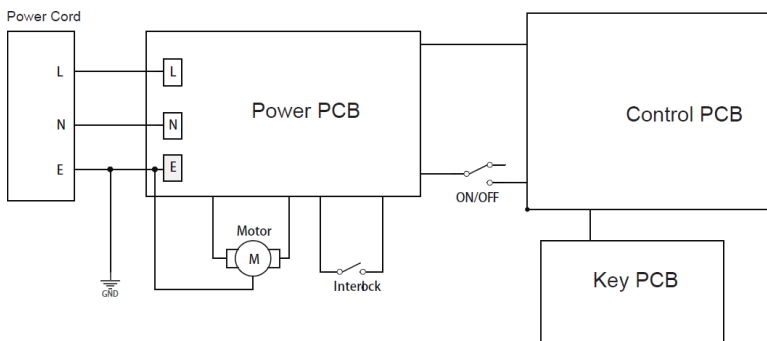 Power Cord
L
L
Power PCB
Control PCB
N
N
E
E
ON/OFF
Motor
M
Interlock
GND
Key PCB